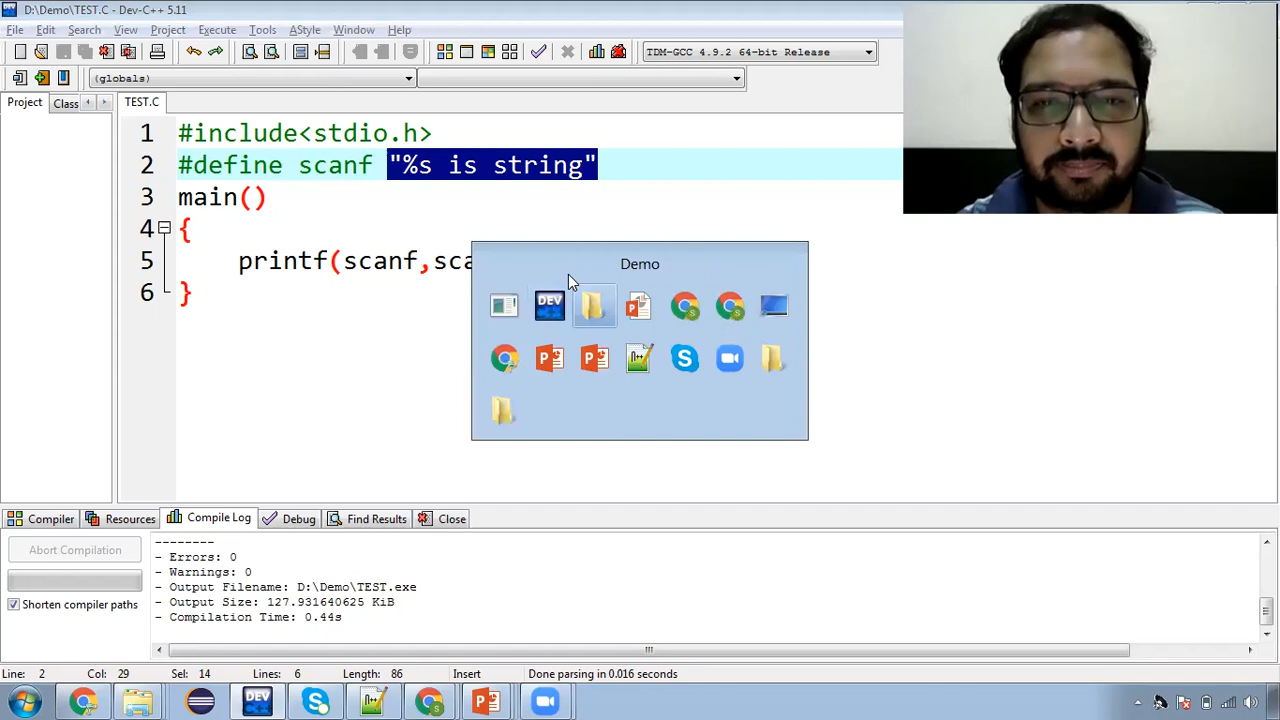 D:\Demo\TEST.C - Dev-C++ 5.11
File Edit Search View Project Execute Tools AStyle Window Help
TDM-GCC 4.9.2 64-bit Release
(globals)
Project Class TEST.C
1 #include<stdio.h>
2 #define scanf "%s is string"
3 main()
4 {
5 printf(scanf,sca
6 }
Demo
DEV
C++
Compiler Resources Compile Log Debug Find Results Close
Abort Compilation
Shorten compiler paths
--------
- Errors: 0
- Warnings: 0
- Output Filename: D:\Demo\TEST.exe
- Output Size: 127.931640625 KiB
- Compilation Time: 0.44s
Line: 2 Col: 29 Sel: 14 Lines: 6 Length: 86 Insert Done parsing in 0.016 seconds
DEV